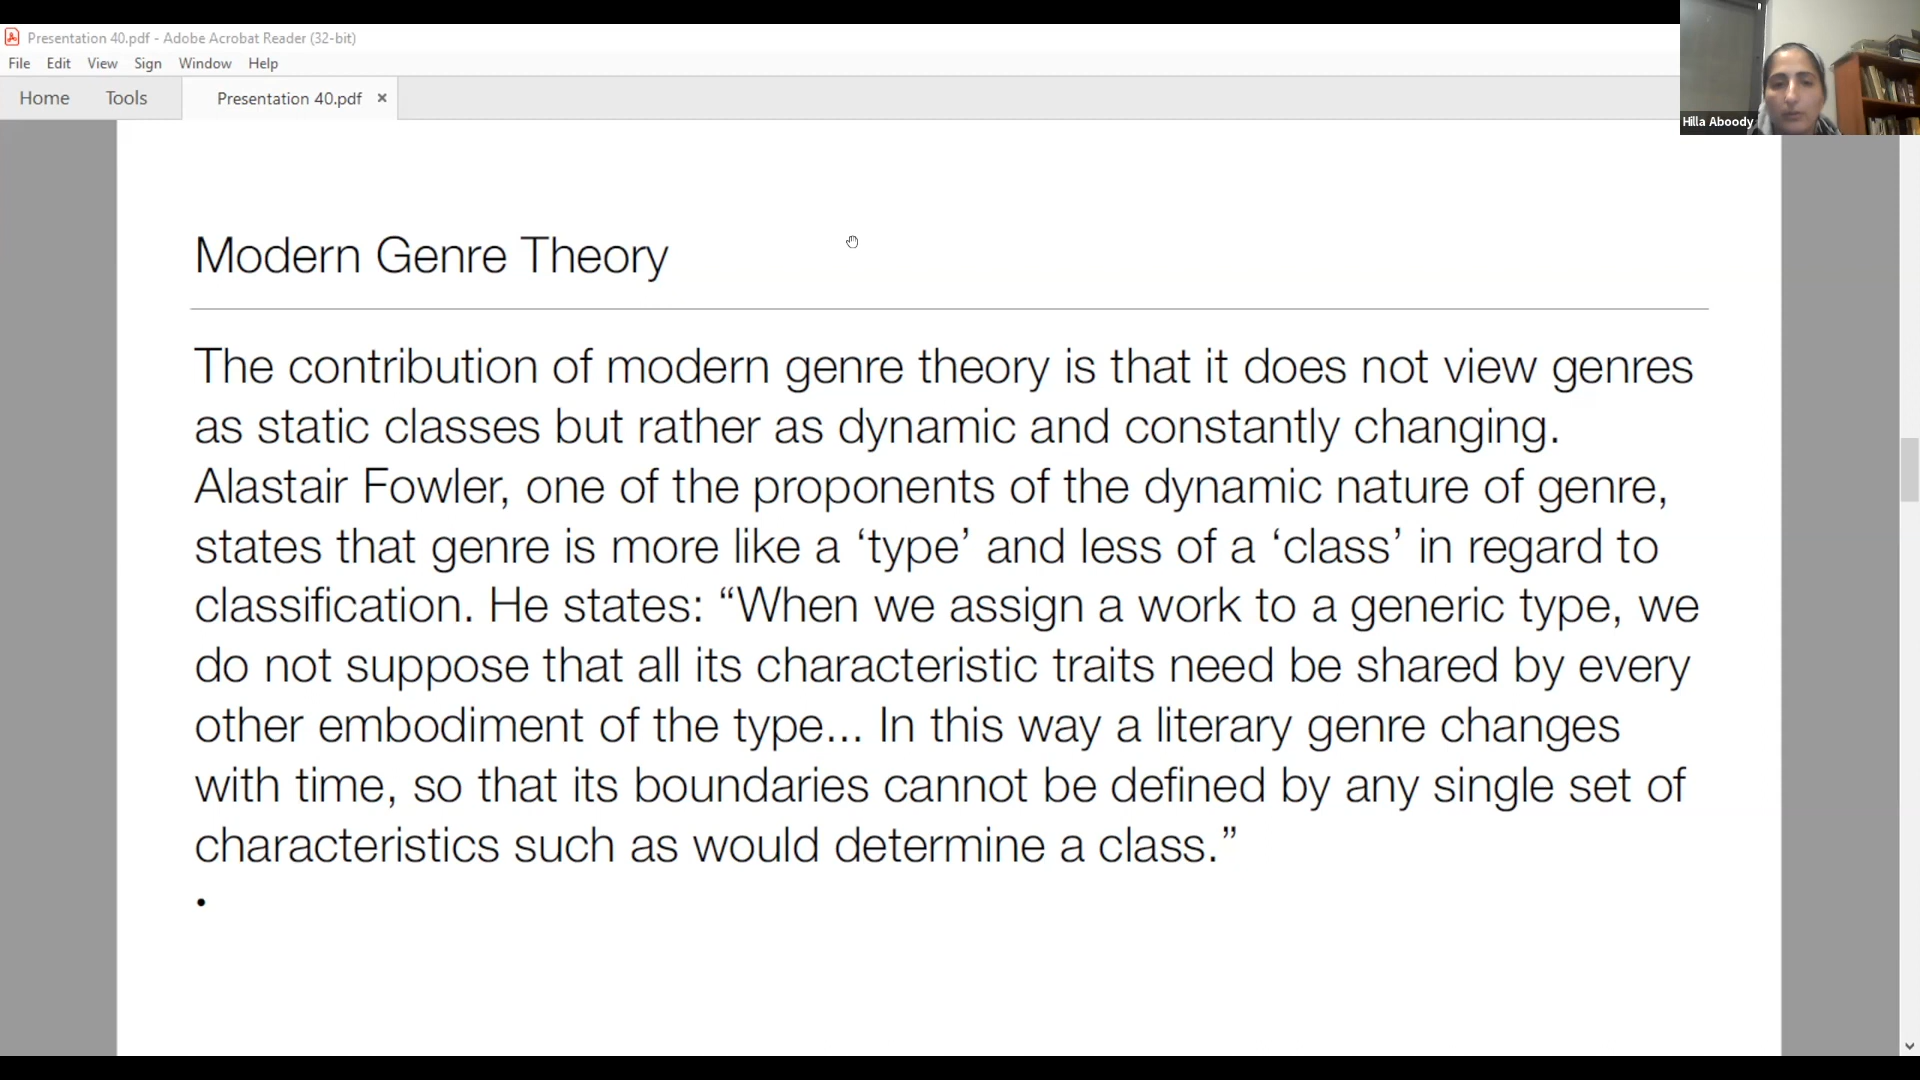 Presentation 40.pdf - Adobe Acrobat Reader (32-bit)
File Edit View Sign Window Help
Home Tools Presentation 40.pdf ×
Hilla Aboody
Modern Genre Theory
The contribution of modern genre theory is that it does not view genres
as static classes but rather as dynamic and constantly changing.
Alastair Fowler, one of the proponents of the dynamic nature of genre,
states that genre is more like a ‘type’ and less of a ‘class’ in regard to
classification. He states: “When we assign a work to a generic type, we
do not suppose that all its characteristic traits need be shared by every
other embodiment of the type... In this way a literary genre changes
with time, so that its boundaries cannot be defined by any single set of
characteristics such as would determine a class.”
•